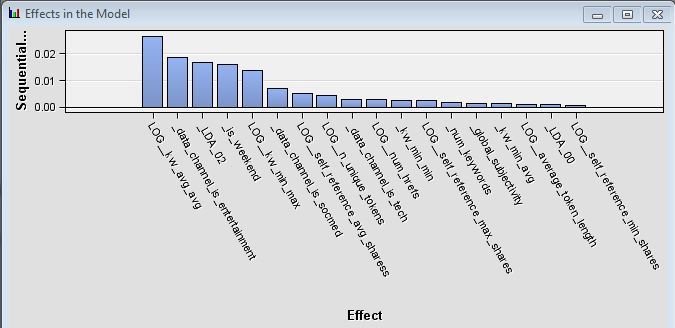 Effects in the Model
Sequential...
0.02
0.01
0.00
LOG__kw_avg_avg
_data_channel_is_entertainment
_LDA_02
_is_weekend
LOG__kw_min_max
_data_channel_is_socmed
LOG__self_reference_avg_sharess
LOG__n_unique_tokens
_data_channel_is_tech
LOG__num_hrefs
_kw_min_min
LOG__self_reference_max_shares
_num_keyWords
_global_subjectivity
_kw_min_avg
LOG__average_token_length
_LDA_00
LOG__self_reference_min_shares
Effect